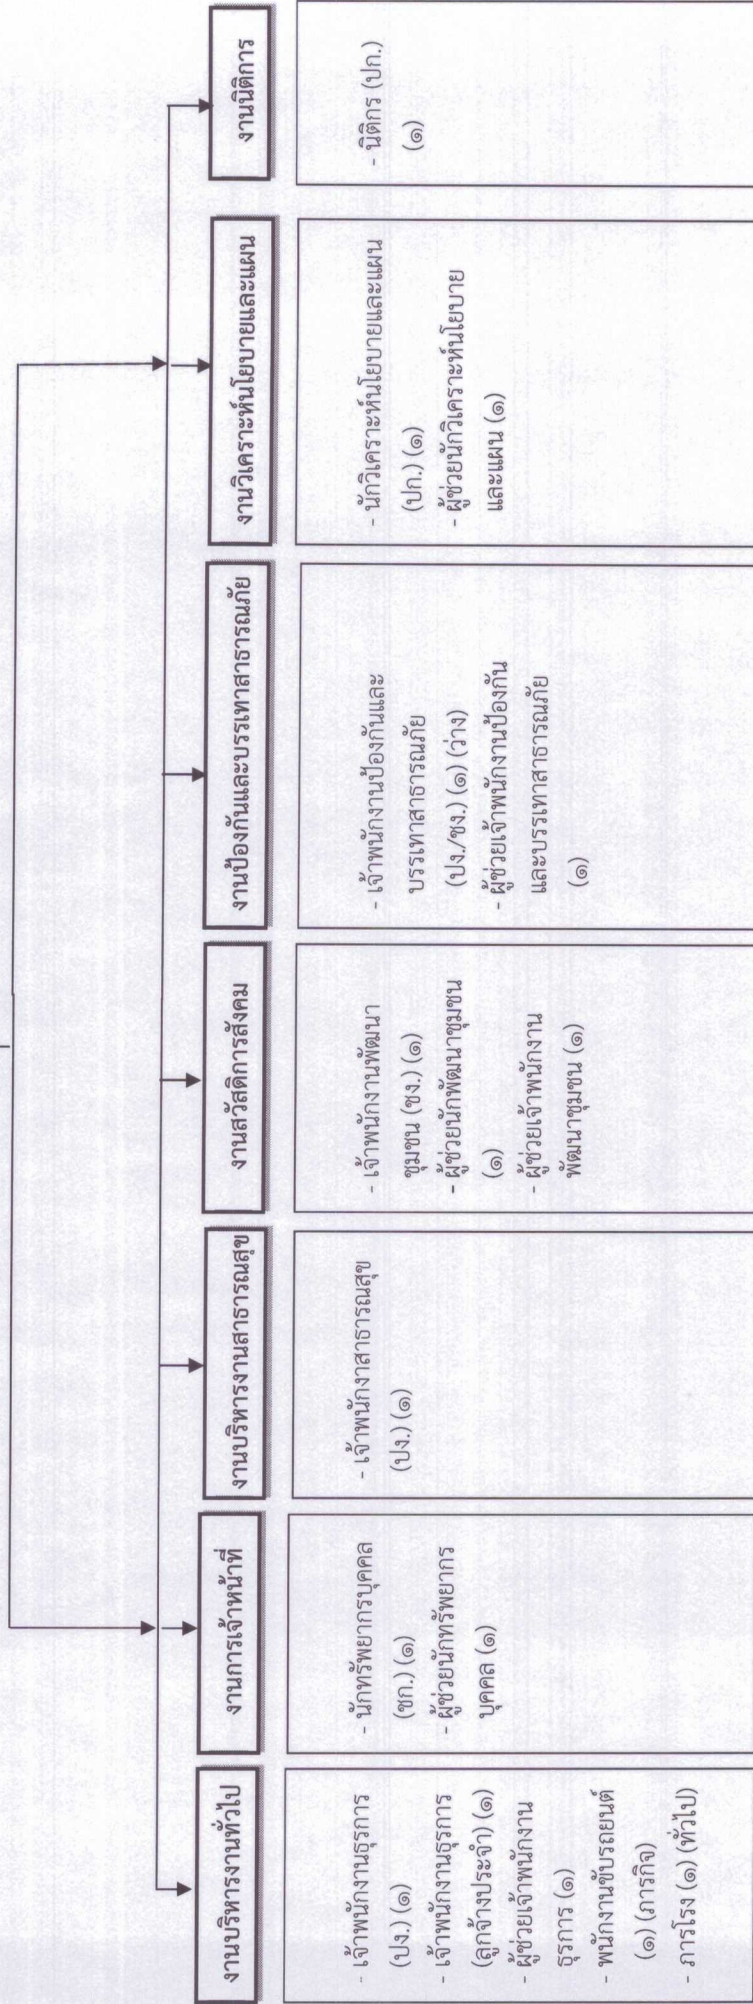 งานบริหารงานทั่วไป
- เจ้าพนักงานธุรการ
(ปง.) (๑)
- เจ้าพนักงานธุรการ
(ลูกจ้างประจำ) (๑)
- ผู้ช่วยเจ้าพนักงาน
ธุรการ (๑)
- พนักงานขับรถยนต์
(๑) (ภารกิจ)
- ภารโรง (๑) (ทั่วไป)
งานการเจ้าหน้าที่
- นักทรัพยากรบุคคล
(ชก.) (๑)
- ผู้ช่วยนักทรัพยากร
บุคคล (๑)
งานบริหารงานสาธารณสุข
- เจ้าพนักงาสาธารณสุข
(ปง.) (๑)
งานสวัสดิการสังคม
- เจ้าพนักงานพัฒนา
ชุมชน (ชง.) (๑)
- ผู้ช่วยนักพัฒนาชุมชน
(๑)
- ผู้ช่วยเจ้าพนักงาน
พัฒนาชุมชน (๑)
งานป้องกันและบรรเทาสาธารณภัย
- เจ้าพนักงานป้องกันและ
บรรเทาสาธารณภัย
(ปง./ชง.) (๑) (ว่าง)
- ผู้ช่วยเจ้าพนักงานป้องกัน
และบรรเทาสาธารณภัย
(๑)
งานวิเคราะห์นโยบายและแผน
- นักวิเคราะห์นโยบายและแผน
(ปก.) (๑)
- ผู้ช่วยนักวิเคราะห์นโยบาย
และแผน (๑)
งานนิติการ
- นิติกร (ปก.)
(๑)